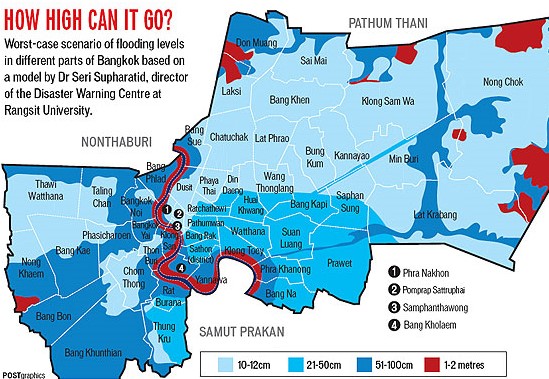 HOW HIGH CAN IT GO?
Worst-case scenario of flooding levels
in different parts of Bangkok based on
a model by Dr Seri Supharatid, director
of the Disaster Warning Centre at
Rangsit University.
PATHUM THANI
NONTHABURI
SAMUT PRAKAN
Don Muang
Sai Mai
Laksi
Bang Khen
Klong Sam Wa
Nong Chok
Bang
Sue
Chatuchak
Lat Phrao
Bung
Kum
Kannayao
Min Buri
Bang
Phlad
Dusit
Phaya
Thai
Din
Daeng
Wang
Thonglang
Thawi
Watthana
Taling
Chan
Bangkok
Noi
1
2
3
Ratchathewi
Huai
Khwang
Bang Kapi
Saphan
Sung
Lat Krabang
Phasicharoen
Bangkok
Yai
Klong
San
Pathumwan
Bang Rak
Watthana
Suan
Luang
Bang Kae
Thon
Buri
Sathon
(district)
Klong Toey
Prawet
Nong
Khaem
Chom
Thong
4
Yannawa
Phra Khanong
Bang Na
Rat
Burana
Bang Bon
Thung
Kru
Bang Khunthian
1 Phra Nakhon
2 Pomprap Sattruphai
3 Samphanthawong
4 Bang Kholaem
10-12cm
21-50cm
51-100cm
1-2 metres
POSTgraphics